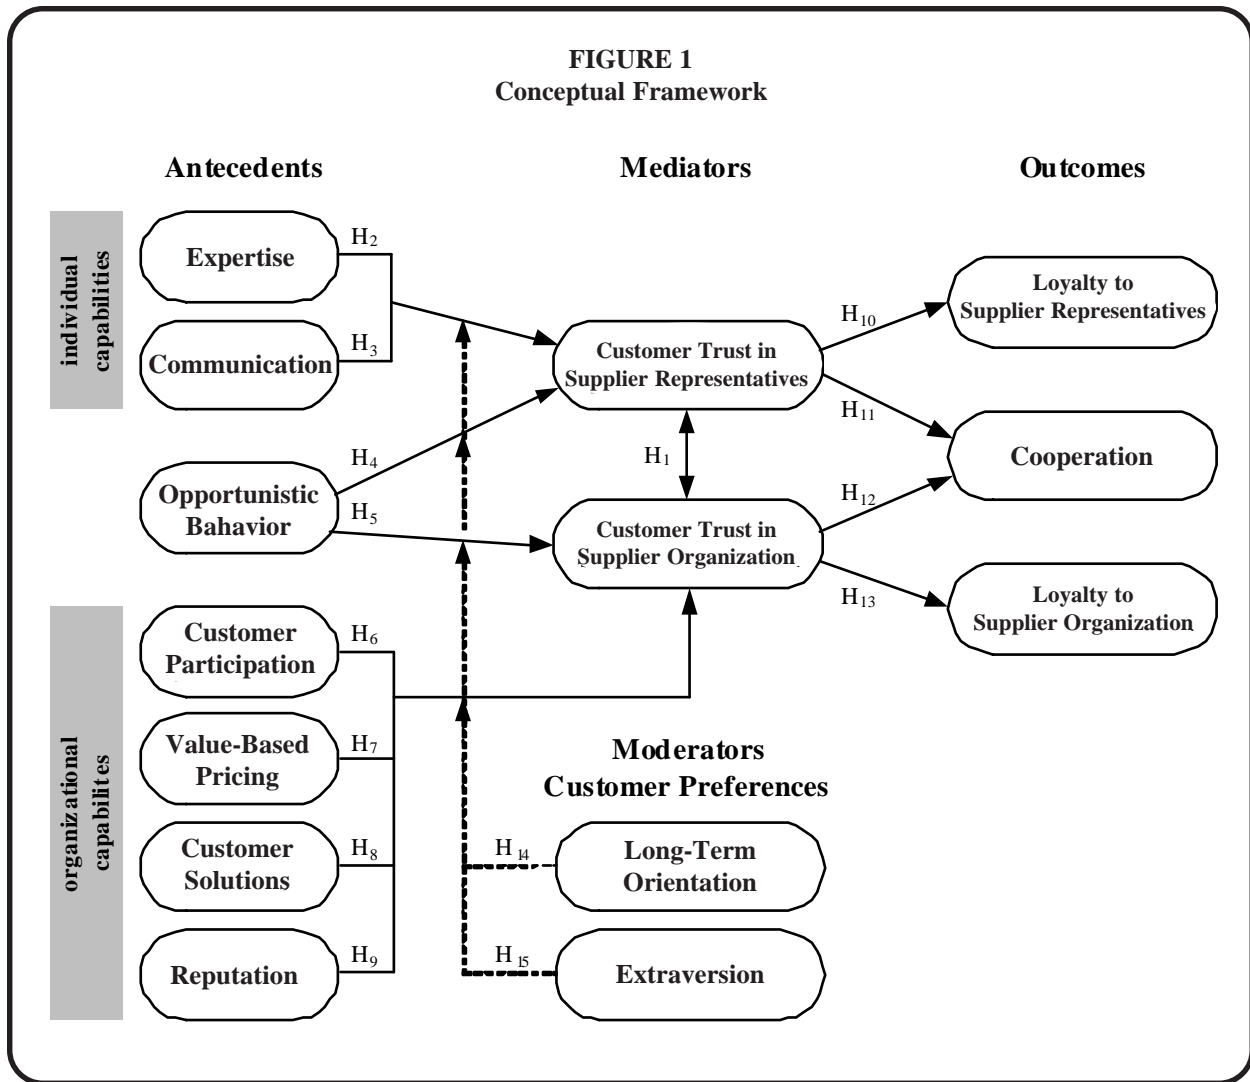 FIGURE 1
Conceptual Framework
Antecedents
Mediators
Outcomes
individual
capabilities
Expertise
H2
Communication
H3
Opportunistic
Bahavior
H4
H5
organizational
capabilites
Customer
Participation
H6
Value-Based
Pricing
H7
Customer
Solutions
H8
Reputation
H9
Customer Trust in
Supplier Representatives
H1
Customer Trust in
Supplier Organization
H10
H11
H12
H13
Loyalty to
Supplier Representatives
Cooperation
Loyalty to
Supplier Organization
Moderators
Customer Preferences
H14
Long-Term
Orientation
H15
Extraversion